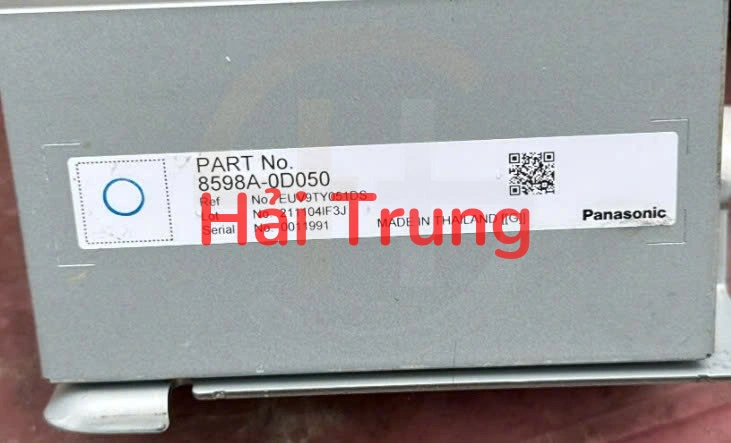 PART No.
8598A-0D050
Ref No. EUV9TY051DS
Lot No. 211104IF3J
Serial No. 0011991
MADE IN THAILAND [[G]]
Panasonic
Hải Trung